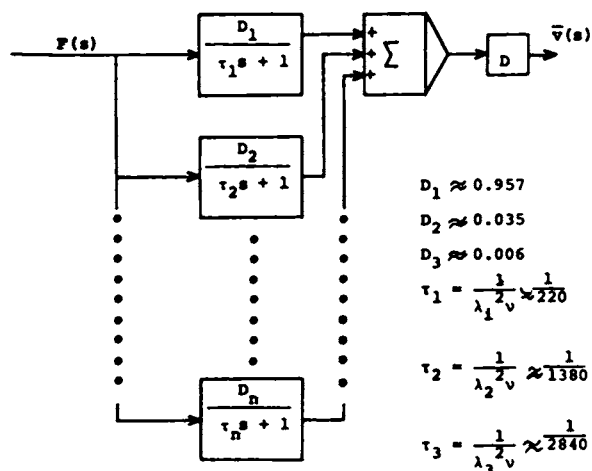 F(s)
D₁
τ₁s + 1
+
+
+
Σ
D
v̄(s)
D₂
τ₂s + 1
D₁ ≈ 0.957
D₂ ≈ 0.035
D₃ ≈ 0.006
τ₁ = 1/λ₁²ν ≈ 1/220
τ₂ = 1/λ₂²ν ≈ 1/1380
τ₃ = 1/λ₃²ν ≈ 1/2840
Dₙ
τₙs + 1